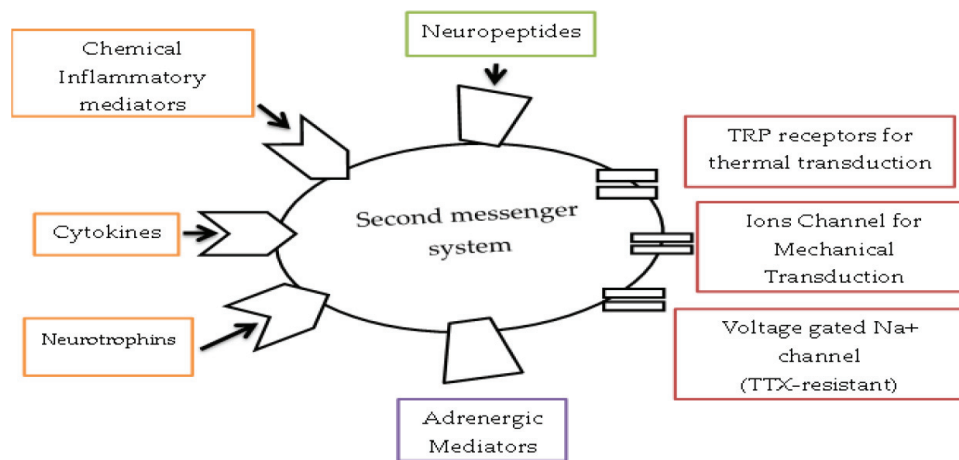 Neuropeptides
Chemical
Inflammatory
mediators
TRP receptors for
thermal transduction
Cytokines
Second messenger
system
Ions Channel for
Mechanical
Transduction
Neurotrophins
Voltage gated Na+
channel
(TTX-resistant)
Adrenergic
Mediators